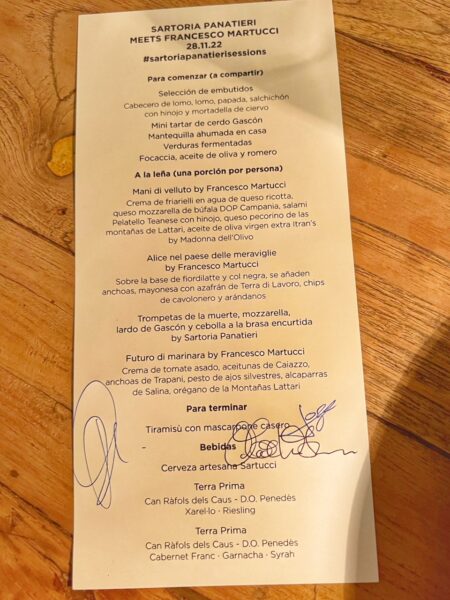 SARTORIA PANATIERI
MEETS FRANCESCO MARTUCCI
28.11.22
#sartoriapanatierisessions
Para comenzar (a compartir)
Selección de embutidos
Cabecero de lomo, lomo, papada, salchichón
con hinojo y mortadella de ciervo
Mini tartar de cerdo Gascón
Mantequilla ahumada en casa
Verduras fermentadas
Focaccia, aceite de oliva y romero
A la leña (una porción por persona)
Mani di velluto by Francesco Martucci
Crema de friarielli en agua de queso ricotta,
queso mozzarella de búfala DOP Campania, salami
Pelatello Teanese con hinojo, queso pecorino de las
montañas de Lattari, aceite de oliva virgen extra Itran's
by Madonna dell'Olivo
Alice nel paese delle meraviglie
by Francesco Martucci
Sobre la base de fiordilatte y col negra, se añaden
anchoas, mayonesa con azafrán de Terra di Lavoro, chips
de cavolonero y arándanos
Trompetas de la muerte, mozzarella,
lardo de Gascón y cebolla a la brasa encurtida
by Sartoria Panatieri
Futuro di marinara by Francesco Martucci
Crema de tomate asado, aceitunas de Caiazzo,
anchoas de Trapani, pesto de ajos silvestres, alcaparras
de Salina, orégano de la Montañas Lattari
Para terminar
Tiramisù con mascarpone casero
- Bebidas
Cerveza artesana Sartucci
Terra Prima
Can Ràfols dels Caus - D.O. Penedès
Xarel·lo · Riesling
Terra Prima
Can Ràfols dels Caus - D.O. Penedès
Cabernet Franc · Garnacha · Syrah